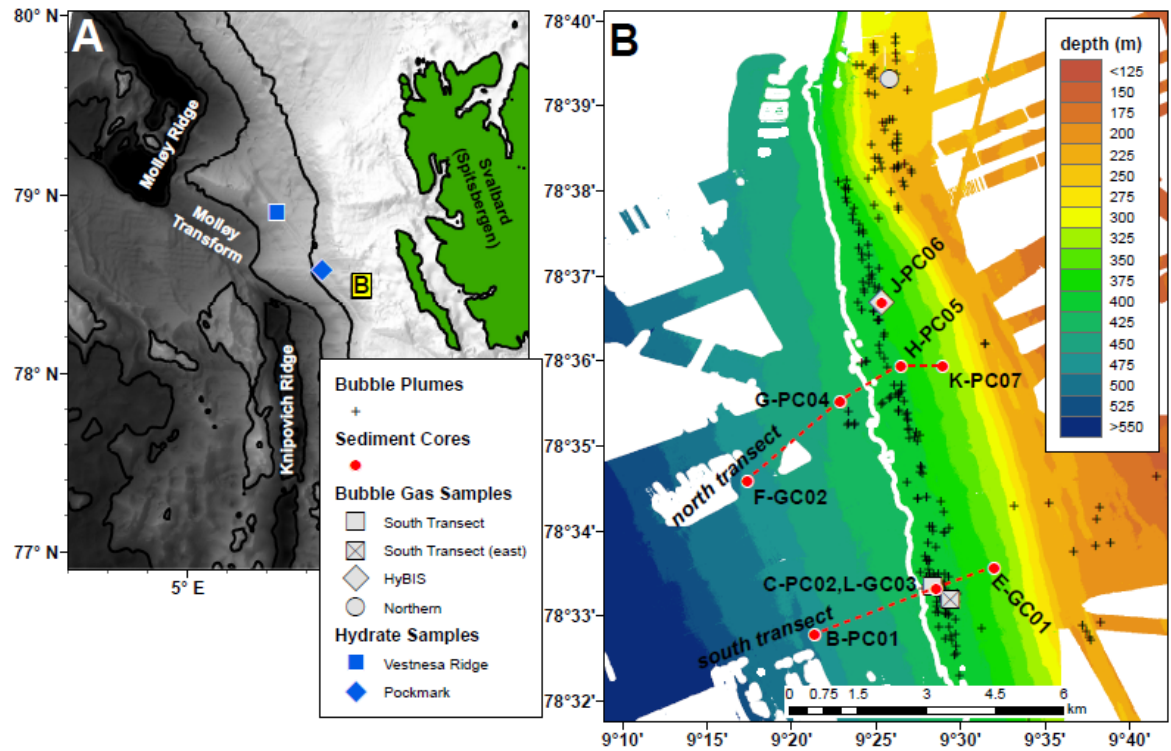 A
80° N
79° N
78° N
77° N
5° E
Molløy Ridge
Molløy
Transform
Knipovich Ridge
Svalbard
(Spitsbergen)
B
Bubble Plumes
Sediment Cores
Bubble Gas Samples
South Transect
South Transect (east)
HyBIS
Northern
Hydrate Samples
Vestnesa Ridge
Pockmark
B
78°40'
78°39'
78°38'
78°37'
78°36'
78°35'
78°34'
78°33'
78°32'
9°10'
9°15'
9°20'
9°25'
9°30'
9°35'
9°40'
depth (m)
<125
150
175
200
225
250
275
300
310
350
375
400
425
475
500
525
>550
J-PC06
H-PC05
K-PC07
G-PC04
F-GC02
north transect
C-PC02,L-GC03
E-GC01
B-PC01
south transect
0 0.75 1.5 3 4.5 6
km